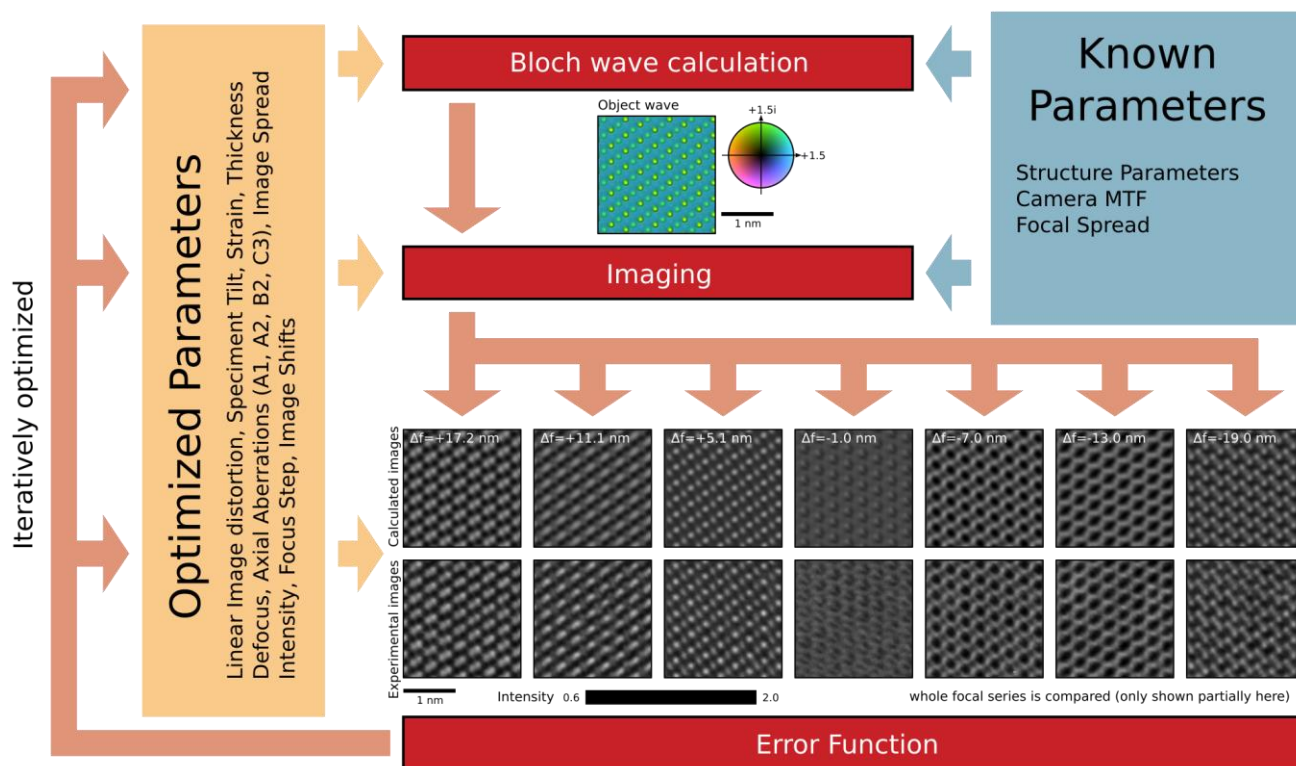 Iteratively optimized
Optimized Parameters
Linear Image distortion, Speciment Tilt, Strain, Thickness
Defocus, Axial Aberrations (A1, A2, B2, C3), Image Spread
Intensity, Focus Step, Image Shifts
Bloch wave calculation
Known
Parameters
Structure Parameters
Camera MTF
Focal Spread
Object wave
+1.5i
+1.5
1 nm
Imaging
Calculated images
Δf=+17.2 nm
Δf=+11.1 nm
Δf=+5.1 nm
Δf=-1.0 nm
Δf=-7.0 nm
Δf=-13.0 nm
Δf=-19.0 nm
Experimental images
1 nm
Intensity 0.6 2.0
whole focal series is compared (only shown partially here)
Error Function